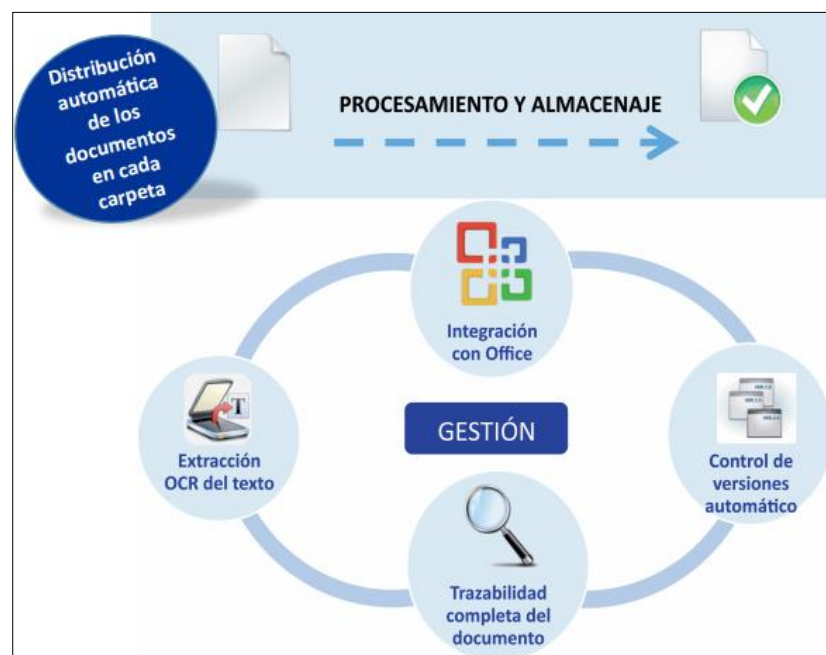 Distribución
automática
de los
documentos
en cada
carpeta
PROCESAMIENTO Y ALMACENAJE
Integración
con Office
Extracción
OCR del texto
GESTIÓN
Control de
versiones
automático
Trazabilidad
completa del
documento
T